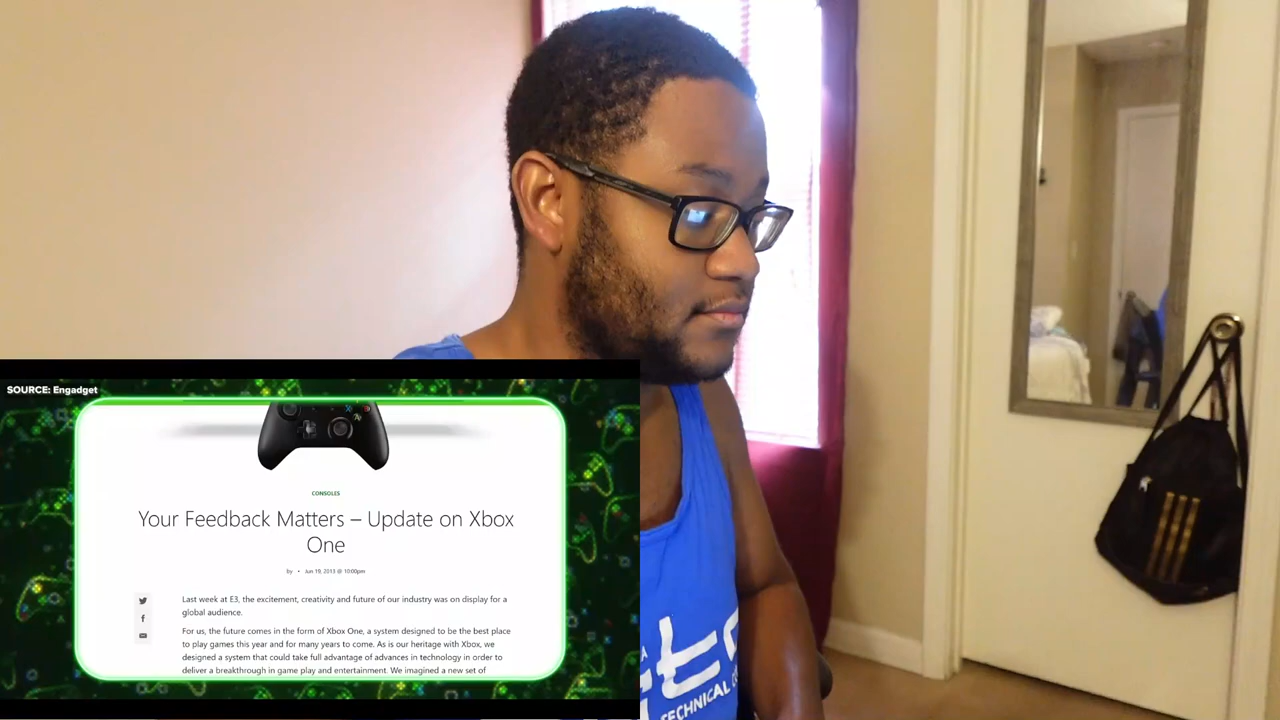 SOURCE: Engadget
CONSOLES
Your Feedback Matters – Update on Xbox
One
by • Jun 19, 2013 @ 10:00pm
Last week at E3, the excitement, creativity and future of our industry was on display for a
global audience.
For us, the future comes in the form of Xbox One, a system designed to be the best place
to play games this year and for many years to come. As is our heritage with Xbox, we
designed a system that could take full advantage of advances in technology in order to
deliver a breakthrough in game play and entertainment. We imagined a new set of
TECHNICAL